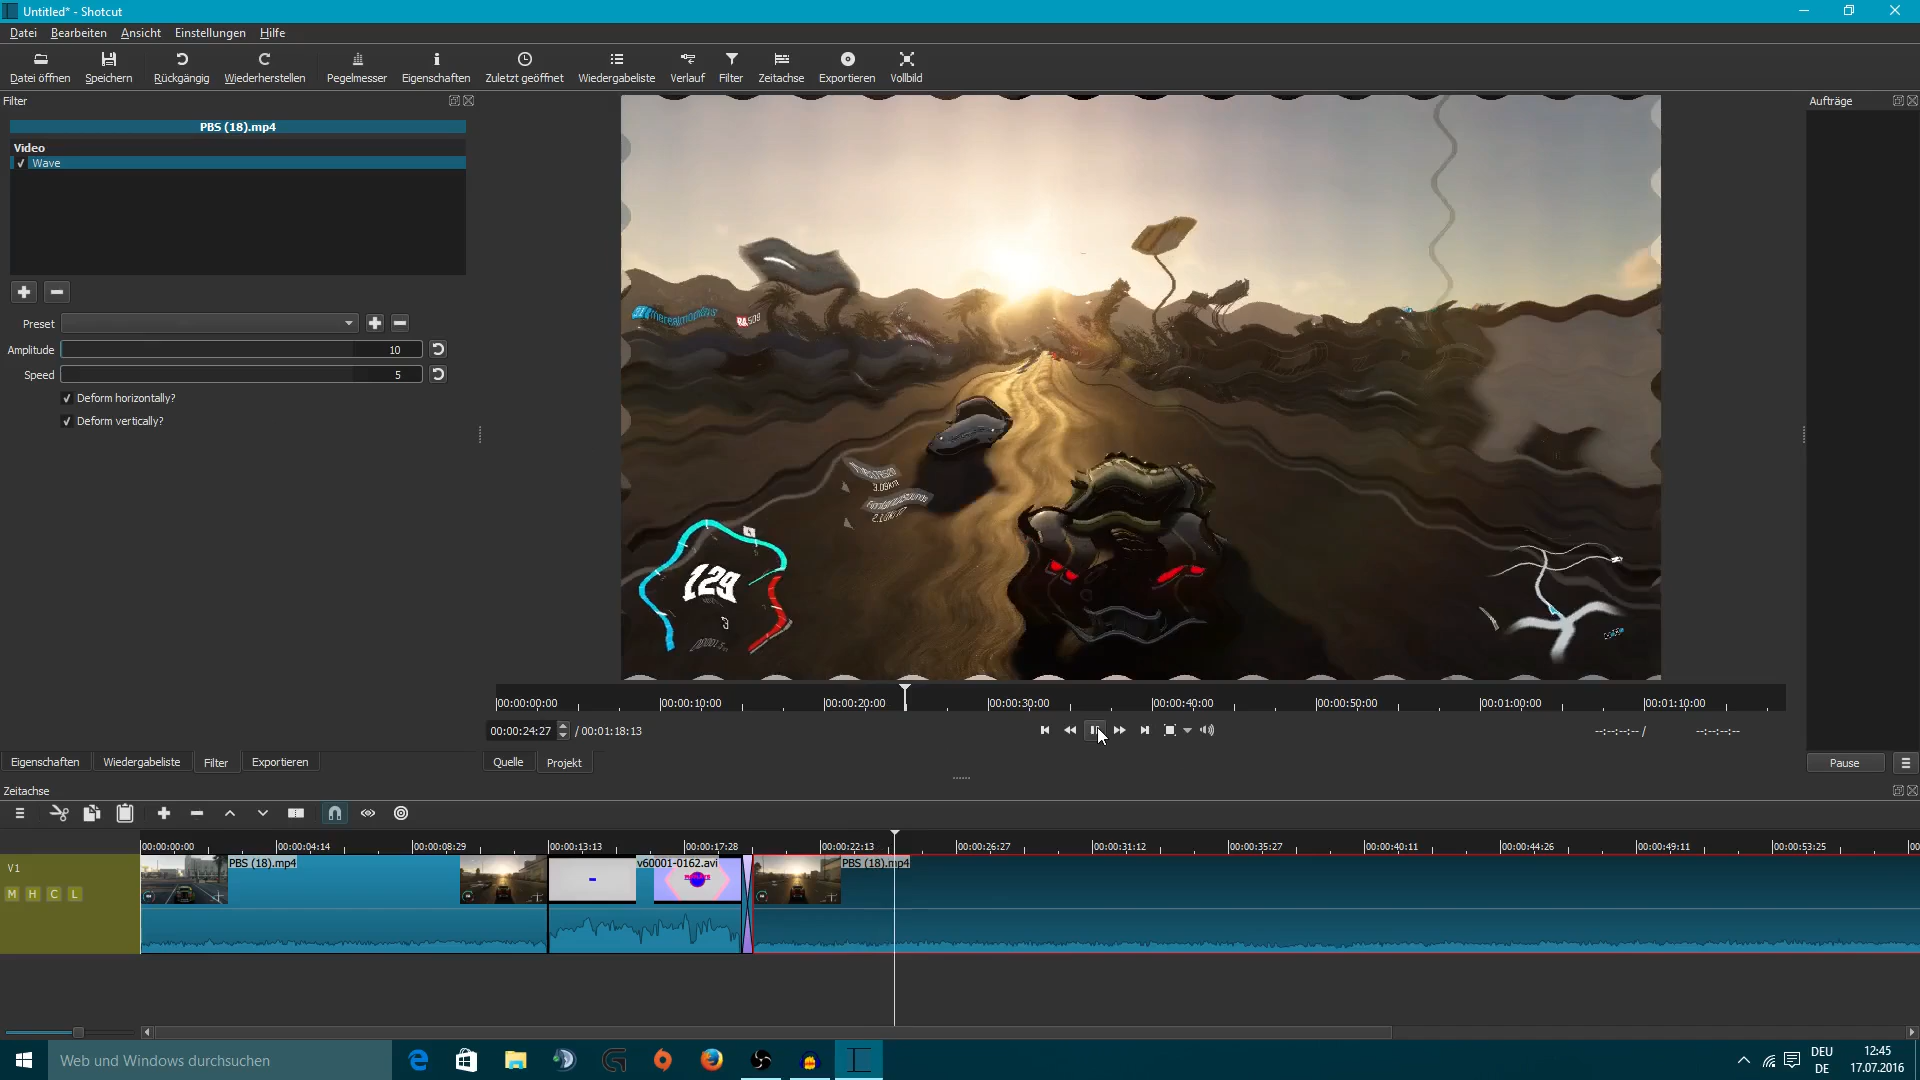 Untitled* - Shotcut
Datei Bearbeiten Ansicht Einstellungen Hilfe
Datei öffnen Speichern Rückgängig Wiederherstellen Pegelmesser Eigenschaften Zuletzt geöffnet Wiedergabeliste Verlauf Filter Zeitachse Exportieren Vollbild
Filter
Aufträge
PBS (18).mp4
Video
Wave
Preset
Amplitude 10
Speed 5
Deform horizontally?
Deform vertically?
3.09km
129
3
00:00:00:00 00:00:10:00 00:00:20:00 00:00:30:00 00:00:40:00 00:00:50:00 00:01:00:00 00:01:10:00
00:00:24:27 / 00:01:18:13
--:--:--:-- / --:--:--:--
Eigenschaften Wiedergabeliste Filter Exportieren
Quelle Projekt
Pause
Zeitachse
00:00:00:00 00:00:04:14 00:00:08:29 00:00:13:13 00:00:17:28 00:00:22:13 00:00:26:27 00:00:31:12 00:00:35:27 00:00:40:11 00:00:44:26 00:00:49:11 00:00:53:25 00
V1
M H C L
PBS (18).mp4
v60001-0162.avi
PBS (18).mp4
Web und Windows durchsuchen
DEU
DE
12:45
17.07.2016